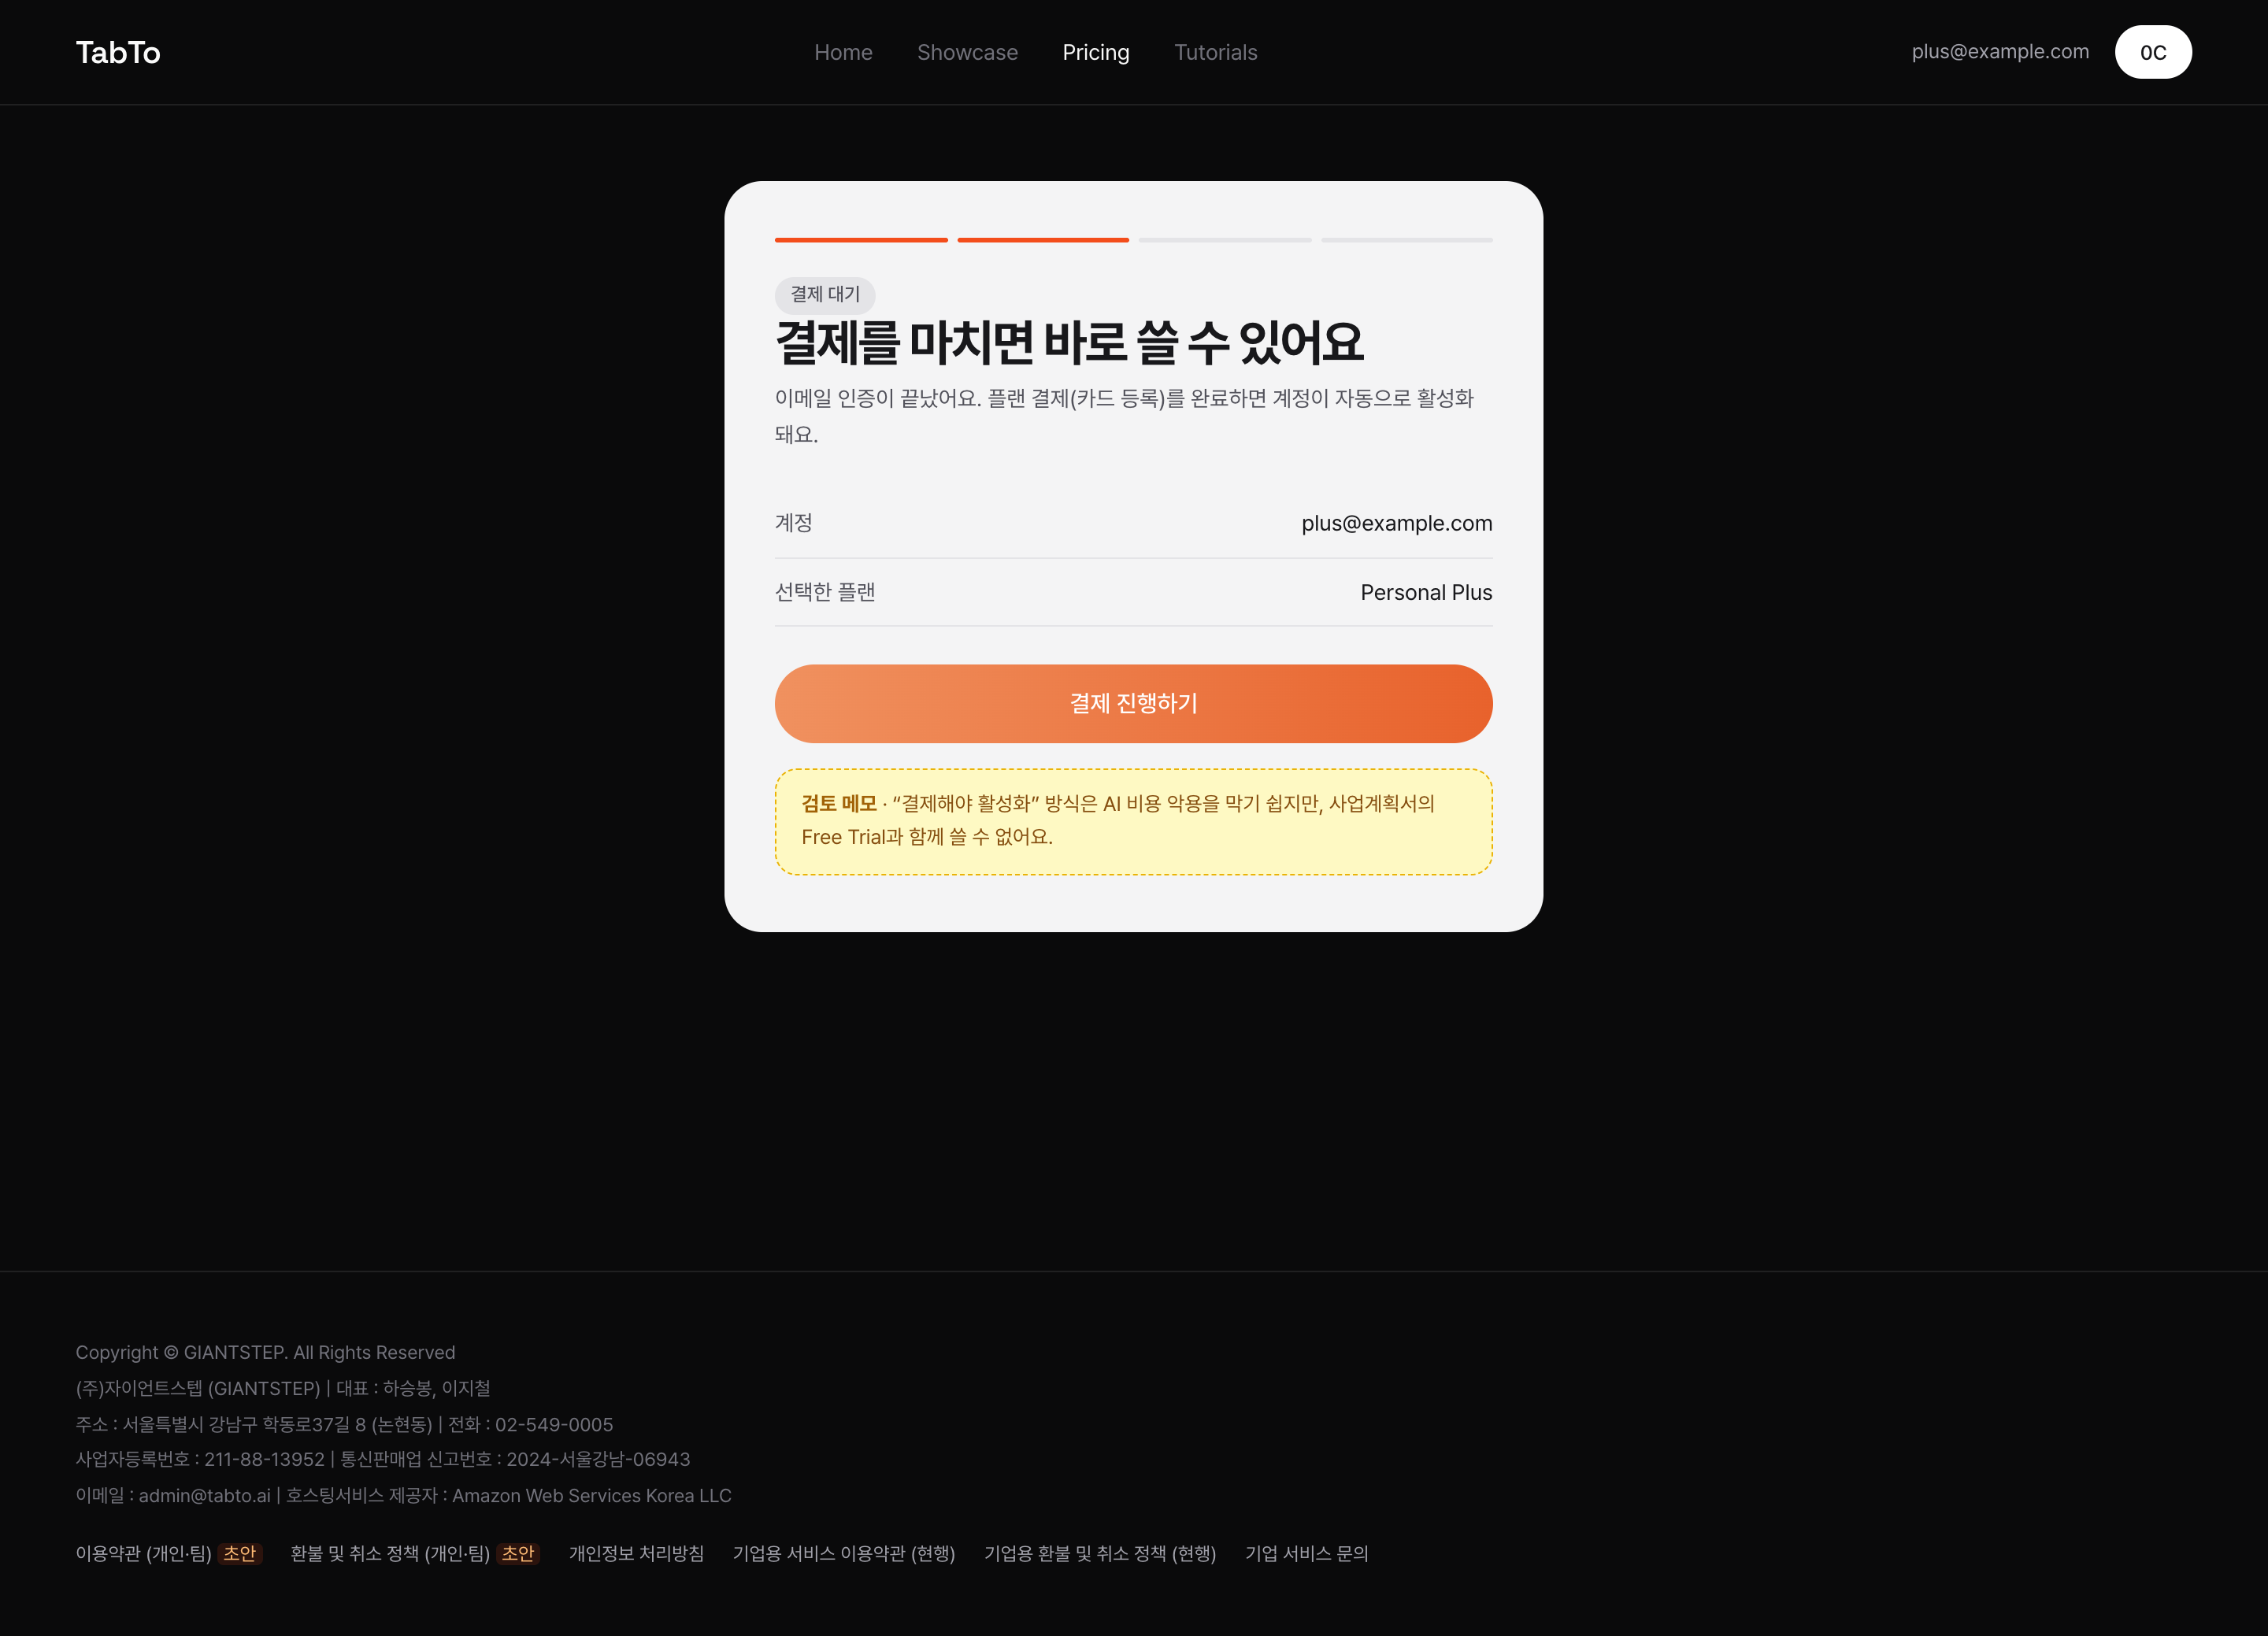 TabTo
Home Showcase Pricing Tutorials
plus@example.com 0C
결제 대기
결제를 마치면 바로 쓸 수 있어요
이메일 인증이 끝났어요. 플랜 결제(카드 등록)를 완료하면 계정이 자동으로 활성화
돼요.
계정 plus@example.com
선택한 플랜 Personal Plus
결제 진행하기
검토 메모 · “결제해야 활성화” 방식은 AI 비용 악용을 막기 쉽지만, 사업계획서의
Free Trial과 함께 쓸 수 없어요.
Copyright © GIANTSTEP. All Rights Reserved
(주)자이언트스텝 (GIANTSTEP) | 대표 : 하승봉, 이지철
주소 : 서울특별시 강남구 학동로37길 8 (논현동) | 전화 : 02-549-0005
사업자등록번호 : 211-88-13952 | 통신판매업 신고번호 : 2024-서울강남-06943
이메일 : admin@tabto.ai | 호스팅서비스 제공자 : Amazon Web Services Korea LLC
이용약관 (개인·팀) 초안 환불 및 취소 정책 (개인·팀) 초안 개인정보 처리방침 기업용 서비스 이용약관 (현행) 기업용 환불 및 취소 정책 (현행) 기업 서비스 문의